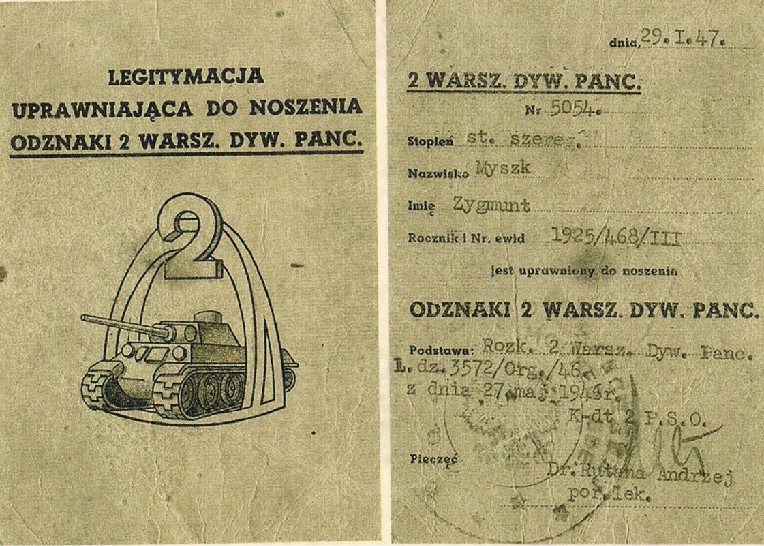 LEGITYMACJA
UPRAWNIAJĄCA DO NOSZENIA
ODZNAKI 2 WARSZ. DYW. PANC.
2
dnia, 29. I. 47.
2 WARSZ. DYW. PANC.
Nr 5054.
Stopień st. szereg.
Nazwisko Myszk
Imię Zygmunt
Rocznik i Nr. ewid 1925/468/III
jest uprawniony do noszenia
ODZNAKI 2 WARSZ. DYW. PANC.
Podstawa: Rozk. 2 Warsz. Dyw. Panc.
L. dz. 3572/Org./46.
z dnia 27 maj 1946r.
K-dt 2 P.S.O.
Pieczęć
Dr. Rutana Andrzej
por. lek.